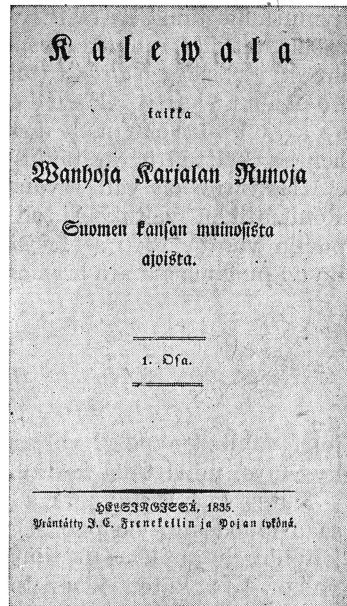 Kalewala
taikka
Wanhoja Karjalan Runoja
Suomen kansan muinosista
ajoista.
1. Osa.
HELSINGISSÄ, 1835.
Präntätty J. C. Frenckellin ja Pojan tykönä.